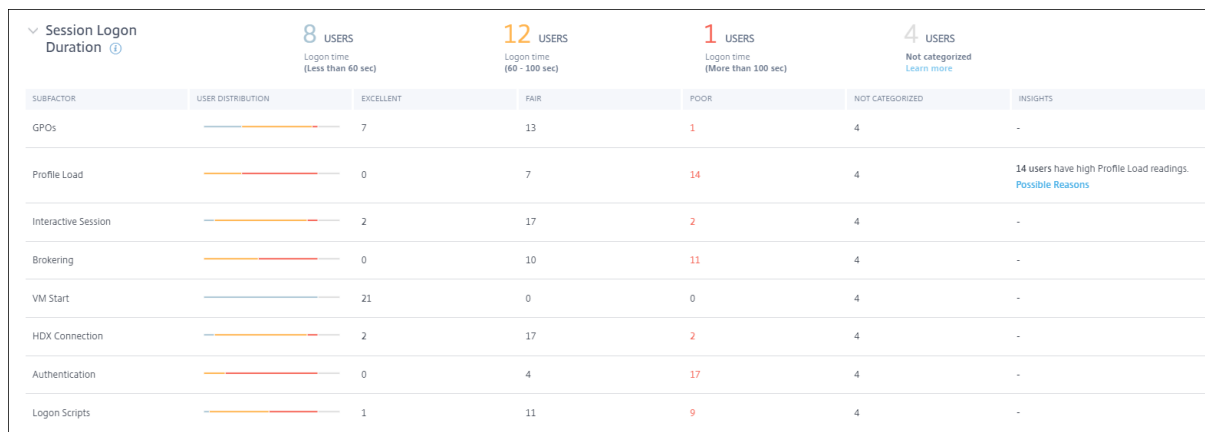 Session Logon
Duration
8 USERS
Logon time
(Less than 60 sec)
12 USERS
Logon time
(60 - 100 sec)
1 USERS
Logon time
(More than 100 sec)
4 USERS
Not categorized
Learn more
SUBFACTOR USER DISTRIBUTION EXCELLENT FAIR POOR NOT CATEGORIZED INSIGHTS
GPOs 7 13 1 4 -
Profile Load 0 7 14 4 14 users have high Profile Load readings.
Possible Reasons
Interactive Session 2 17 2 4 -
Brokering 0 10 11 4 -
VM Start 21 0 0 4 -
HDX Connection 2 17 2 4 -
Authentication 0 4 17 4 -
Logon Scripts 1 11 9 4 -